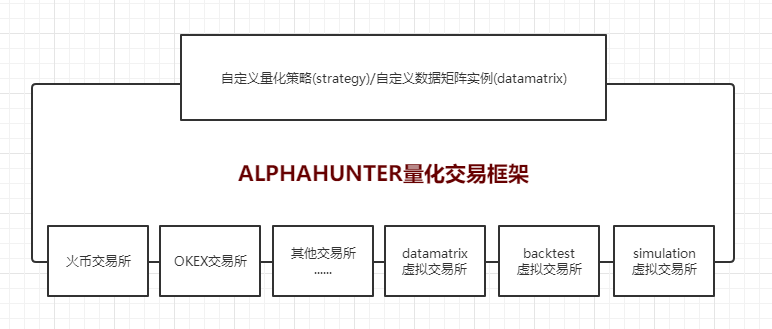 自定义量化策略(strategy)/自定义数据矩阵实例(datamatrix)
ALPHAHUNTER量化交易框架
火币交易所
OKEX交易所
其他交易所
......
datamatrix
虚拟交易所
backtest
虚拟交易所
simulation
虚拟交易所